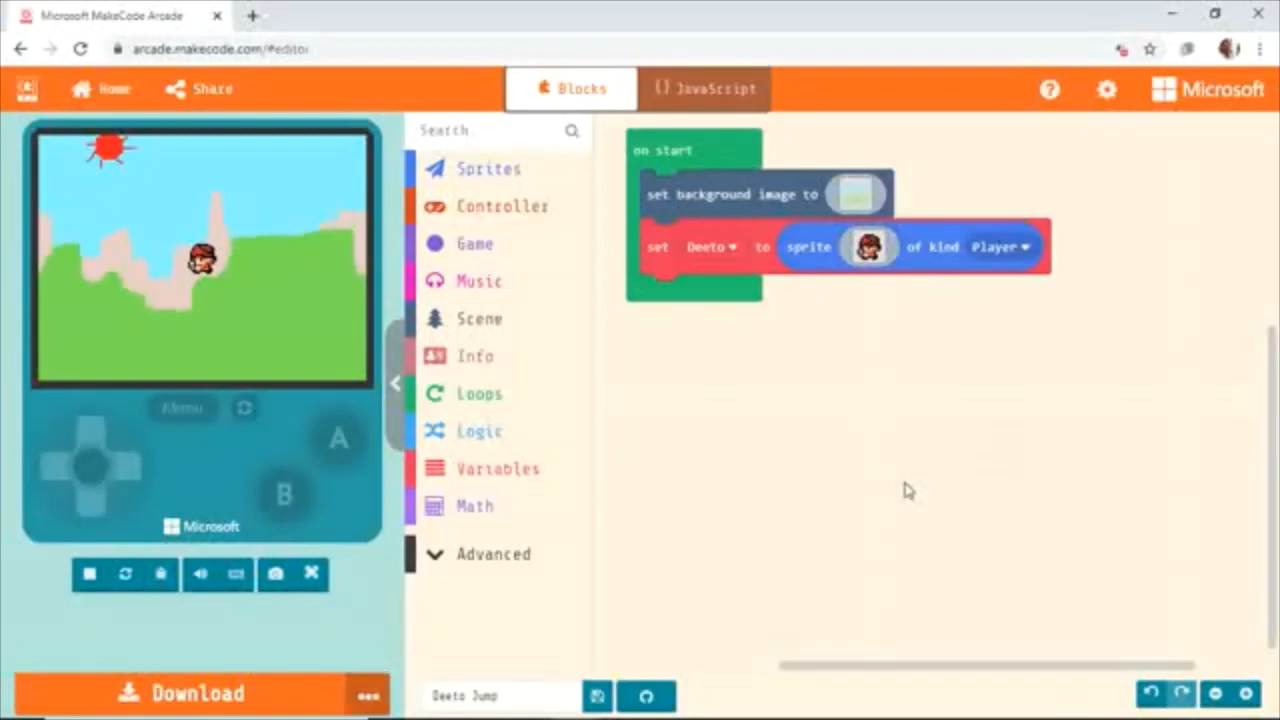 Microsoft MakeCode Arcade
arcade.makecode.com/#editor
Home
Share
Blocks
{} JavaScript
Microsoft
Search
on start
set background image to
set Deeto to sprite of kind Player
Sprites
Controller
Game
Music
Scene
Info
Loops
Logic
Variables
Math
Advanced
Menu
A
B
Microsoft
Download
Deeto Jump